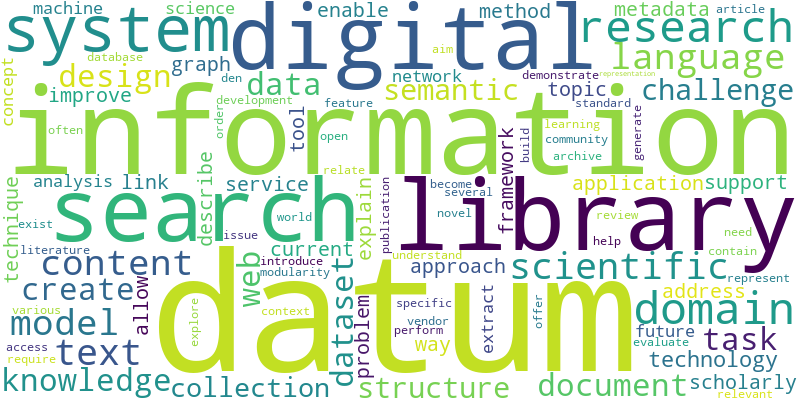 machine
science
enable
method
metadata
article
system
digital
research
database
aim
graph
language
concept
design
den
data
network
demonstrate
representation
improve
development
feature
semantic
topic
standard
challenge
often
order
tool
open
information
learning
community
archive
generate
build
framework
relate
analysis
link
describe
service
explain
publication
become
several
application
support
technique
search
library
exist
world
novel
review
issue
help
need
literature
current
contain
content
web
introduce
modularity
understand
approach
scientific
represent
create
allow
dataset
context
datum
specific
extract
address
domain
various
explore
problem
vendor
offer
model
perform
future
task
access
text
way
evaluate
technology
require
knowledge
collection
structure
document
scholarly
relevant